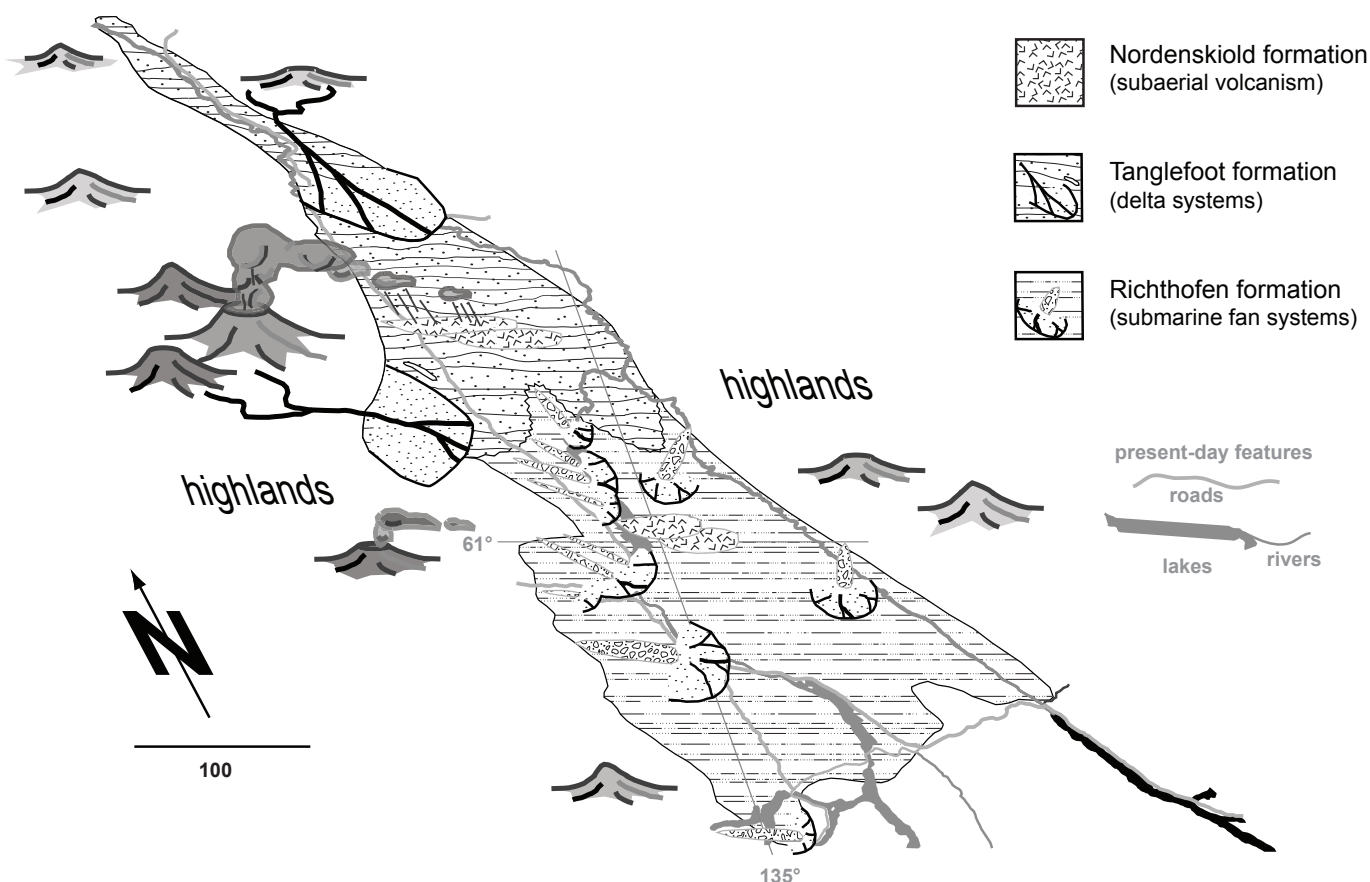 Nordenskiold formation
(subaerial volcanism)
Tanglefoot formation
(delta systems)
Richthofen formation
(submarine fan systems)
highlands
present-day features
roads
lakes
rivers
highlands
61°
N
100
135°